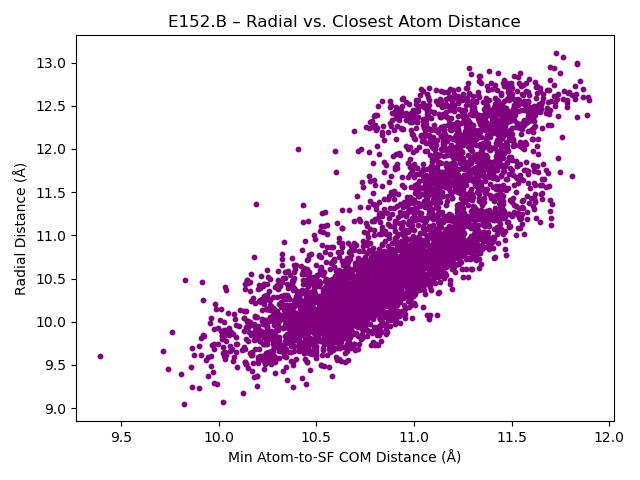 E152.B – Radial vs. Closest Atom Distance
Radial Distance (Å)
13.0
12.5
12.0
11.5
11.0
10.5
10.0
9.5
9.0
9.5 10.0 10.5 11.0 11.5 12.0
Min Atom-to-SF COM Distance (Å)